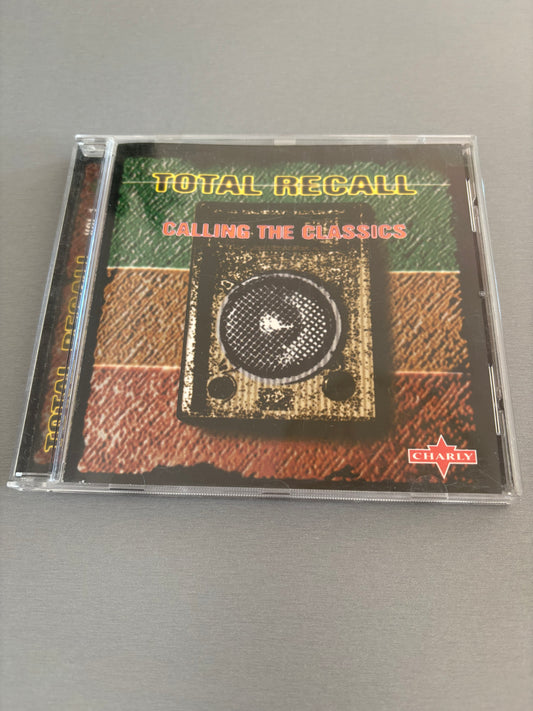 TOTAL RECALL
CALLING THE CLASSICS
CHARLY
TOTAL RECALL